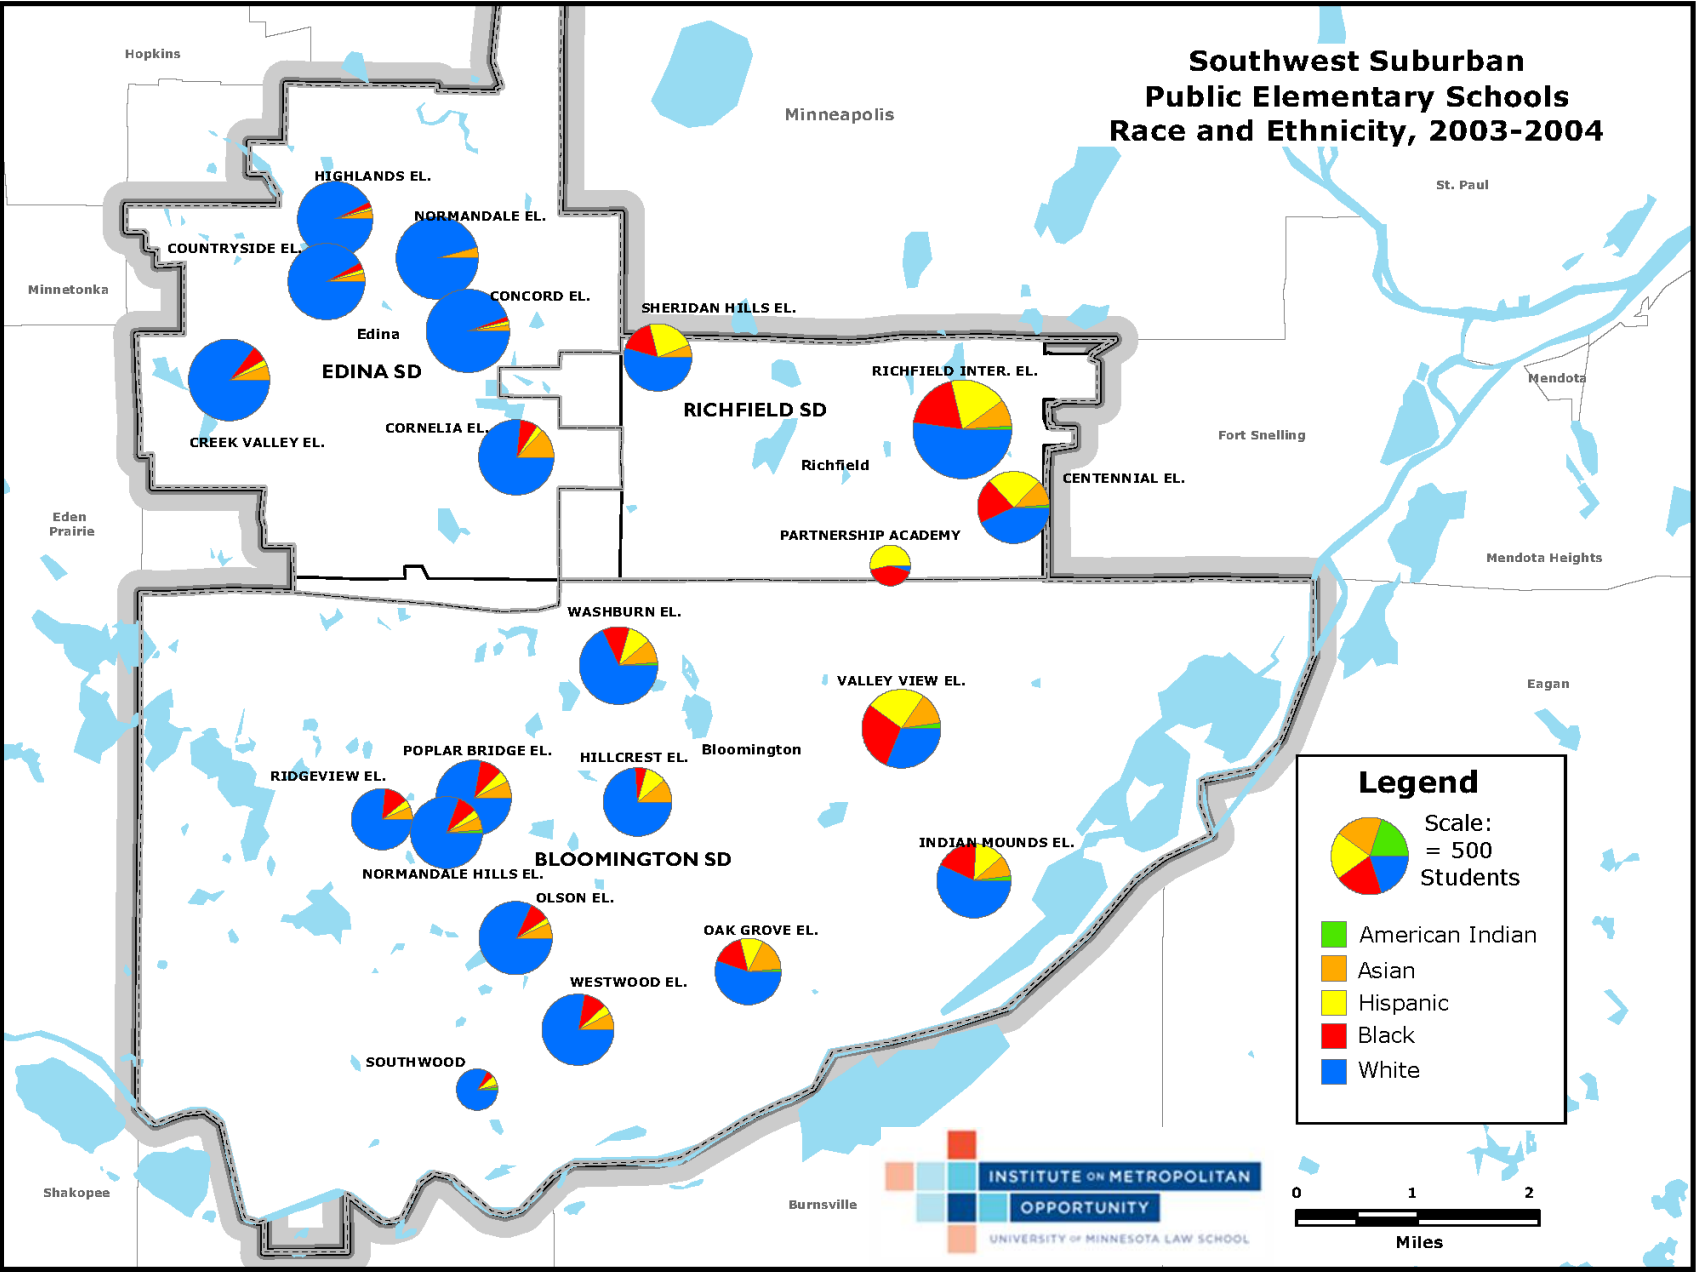 Southwest Suburban
Public Elementary Schools
Race and Ethnicity, 2003-2004
Hopkins
Minneapolis
St. Paul
HIGHLANDS EL.
NORMANDALE EL.
COUNTRYSIDE EL.
Minnetonka
CONCORD EL.
SHERIDAN HILLS EL.
Edina
EDINA SD
RICHFIELD INTER. EL.
Mendota
RICHFIELD SD
CREEK VALLEY EL.
CORNELIA EL.
Fort Snelling
Richfield
CENTENNIAL EL.
Eden
Prairie
PARTNERSHIP ACADEMY
Mendota Heights
WASHBURN EL.
VALLEY VIEW EL.
Eagan
POPLAR BRIDGE EL.
HILLCREST EL.
Bloomington
RIDGEVIEW EL.
INDIAN MOUNDS EL.
BLOOMINGTON SD
NORMANDALE HILLS EL.
OLSON EL.
OAK GROVE EL.
WESTWOOD EL.
SOUTHWOOD
Shakopee
Burnsville
Legend
Scale:
= 500
Students
American Indian
Asian
Hispanic
Black
White
INSTITUTE ON METROPOLITAN
OPPORTUNITY
UNIVERSITY OF MINNESOTA LAW SCHOOL
0 1 2
Miles